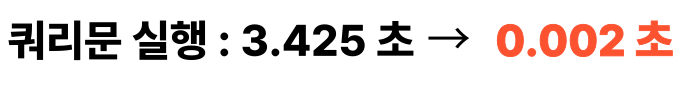 쿼리문 실행 : 3.425 초 → 0.002 초